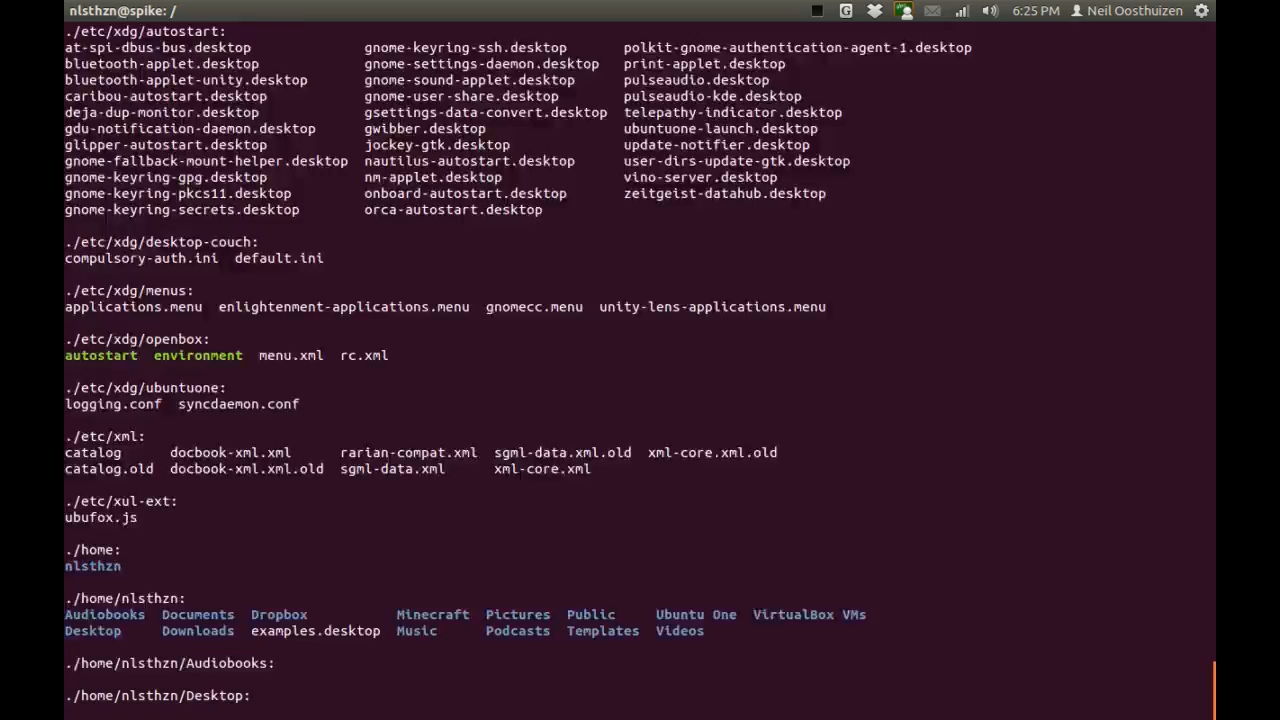 nlsthzn@spike: / 6:25 PM Neil Oosthuizen
./etc/xdg/autostart:
at-spi-dbus-bus.desktop gnome-keyring-ssh.desktop polkit-gnome-authentication-agent-1.desktop
bluetooth-applet.desktop gnome-settings-daemon.desktop print-applet.desktop
bluetooth-applet-unity.desktop gnome-sound-applet.desktop pulseaudio.desktop
caribou-autostart.desktop gnome-user-share.desktop pulseaudio-kde.desktop
deja-dup-monitor.desktop gsettings-data-convert.desktop telepathy-indicator.desktop
gdu-notification-daemon.desktop gwibber.desktop ubuntuone-launch.desktop
glipper-autostart.desktop jockey-gtk.desktop update-notifier.desktop
gnome-fallback-mount-helper.desktop nautilus-autostart.desktop user-dirs-update-gtk.desktop
gnome-keyring-gpg.desktop nm-applet.desktop vino-server.desktop
gnome-keyring-pkcs11.desktop onboard-autostart.desktop zeitgeist-datahub.desktop
gnome-keyring-secrets.desktop orca-autostart.desktop
./etc/xdg/desktop-couch:
compulsory-auth.ini default.ini
./etc/xdg/menus:
applications.menu enlightenment-applications.menu gnomecc.menu unity-lens-applications.menu
./etc/xdg/openbox:
autostart environment menu.xml rc.xml
./etc/xdg/ubuntuone:
logging.conf syncdaemon.conf
./etc/xml:
catalog docbook-xml.xml rarian-compat.xml sgml-data.xml.old xml-core.xml.old
catalog.old docbook-xml.xml.old sgml-data.xml xml-core.xml
./etc/xul-ext:
ubufox.js
./home:
nlsthzn
./home/nlsthzn:
Audiobooks Documents Dropbox Minecraft Pictures Public Ubuntu One VirtualBox VMs
Desktop Downloads examples.desktop Music Podcasts Templates Videos
./home/nlsthzn/Audiobooks:
./home/nlsthzn/Desktop: